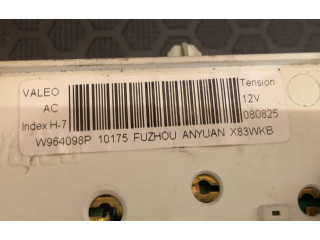 VALEO
Tension
AC
12V
Index H-7
080825
W964098P 10175 FUZHOU ANYUAN X83WKB